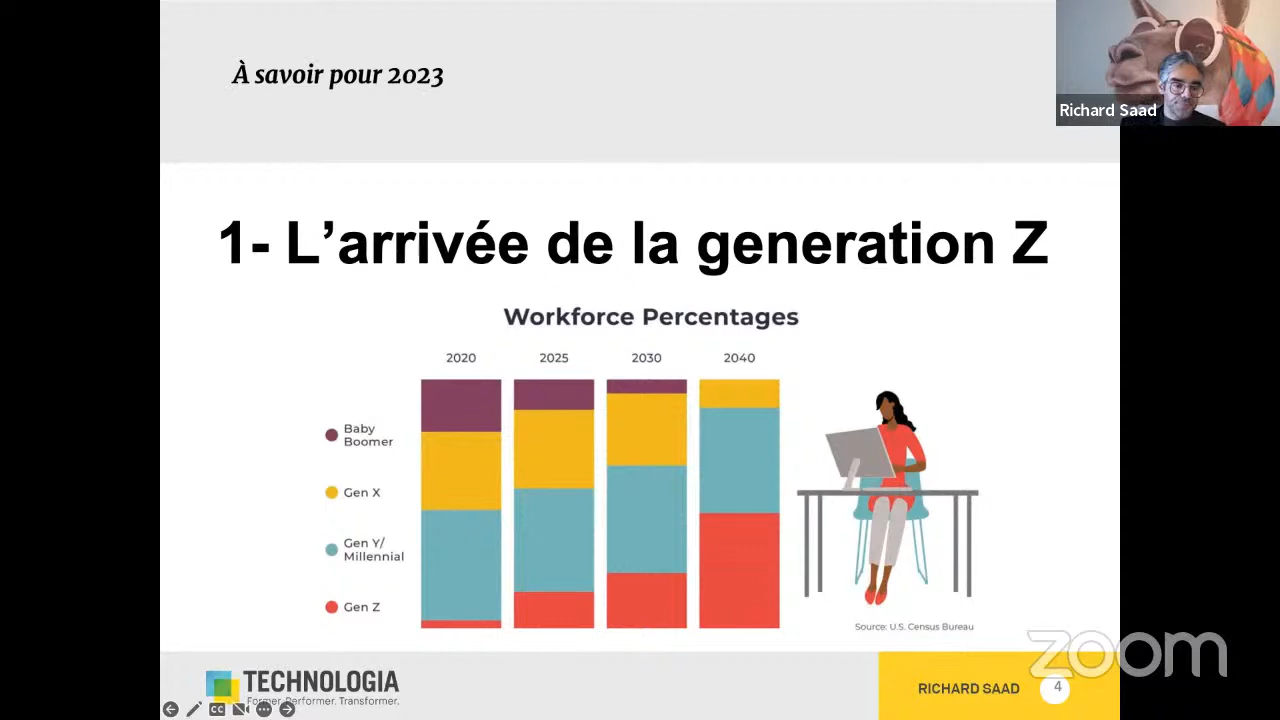 À savoir pour 2023
Richard Saad
1- L’arrivée de la generation Z
Workforce Percentages
2020 2025 2030 2040
Baby
Boomer
Gen X
Gen Y/
Millennial
Gen Z
Source: U.S. Census Bureau
zoom
TECHNOLOGIA
Former. Performer. Transformer.
RICHARD SAAD 4
CC